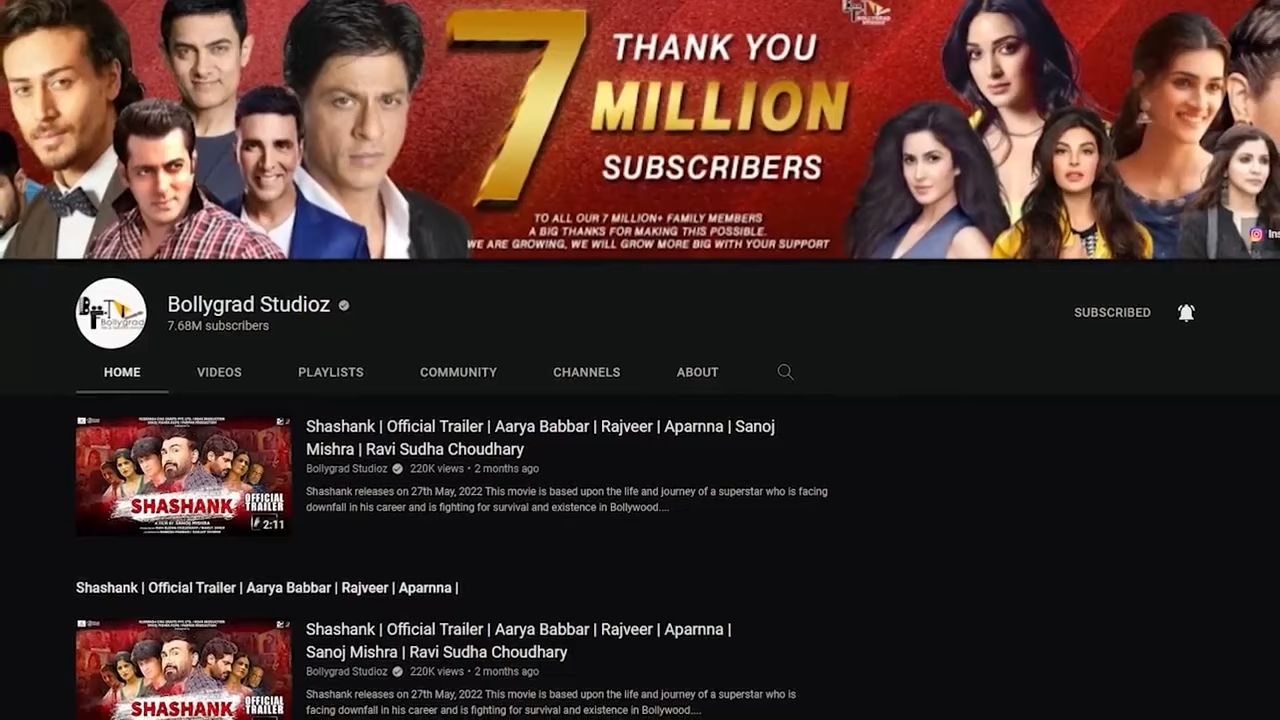 7
THANK YOU
MILLION
SUBSCRIBERS
TO ALL OUR 7 MILLION+ FAMILY MEMBERS
A BIG THANKS FOR MAKING THIS POSSIBLE.
WE ARE GROWING, WE WILL GROW MORE BIG WITH YOUR SUPPORT
Ins
Bollygrad
Bollygrad Studioz
7.68M subscribers
SUBSCRIBED
HOME VIDEOS PLAYLISTS COMMUNITY CHANNELS ABOUT
Shashank | Official Trailer | Aarya Babbar | Rajveer | Aparnna | Sanoj
Mishra | Ravi Sudha Choudhary
Bollygrad Studioz 220K views • 2 months ago
Shashank releases on 27th May, 2022 This movie is based upon the life and journey of a superstar who is facing
downfall in his career and is fighting for survival and existence in Bollywood....
SHASHANK
OFFICIAL
TRAILER
2:11
Shashank | Official Trailer | Aarya Babbar | Rajveer | Aparnna |
Shashank | Official Trailer | Aarya Babbar | Rajveer | Aparnna |
Sanoj Mishra | Ravi Sudha Choudhary
Bollygrad Studioz 220K views • 2 months ago
Shashank releases on 27th May, 2022 This movie is based upon the life and journey of a superstar who is
facing downfall in his career and is fighting for survival and existence in Bollywood....
SHASHANK
OFFICIAL
TRAILER